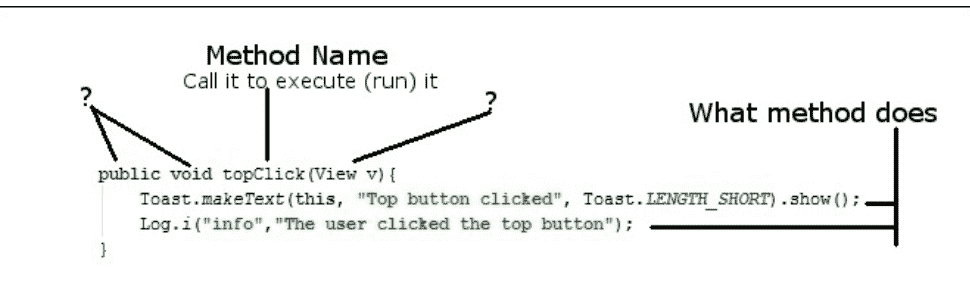 Method Name
Call it to execute (run) it
?
?
What method does
public void topClick(View v){
Toast.makeText(this, "Top button clicked", Toast.LENGTH_SHORT).show();
Log.i("info","The user clicked the top button");
}